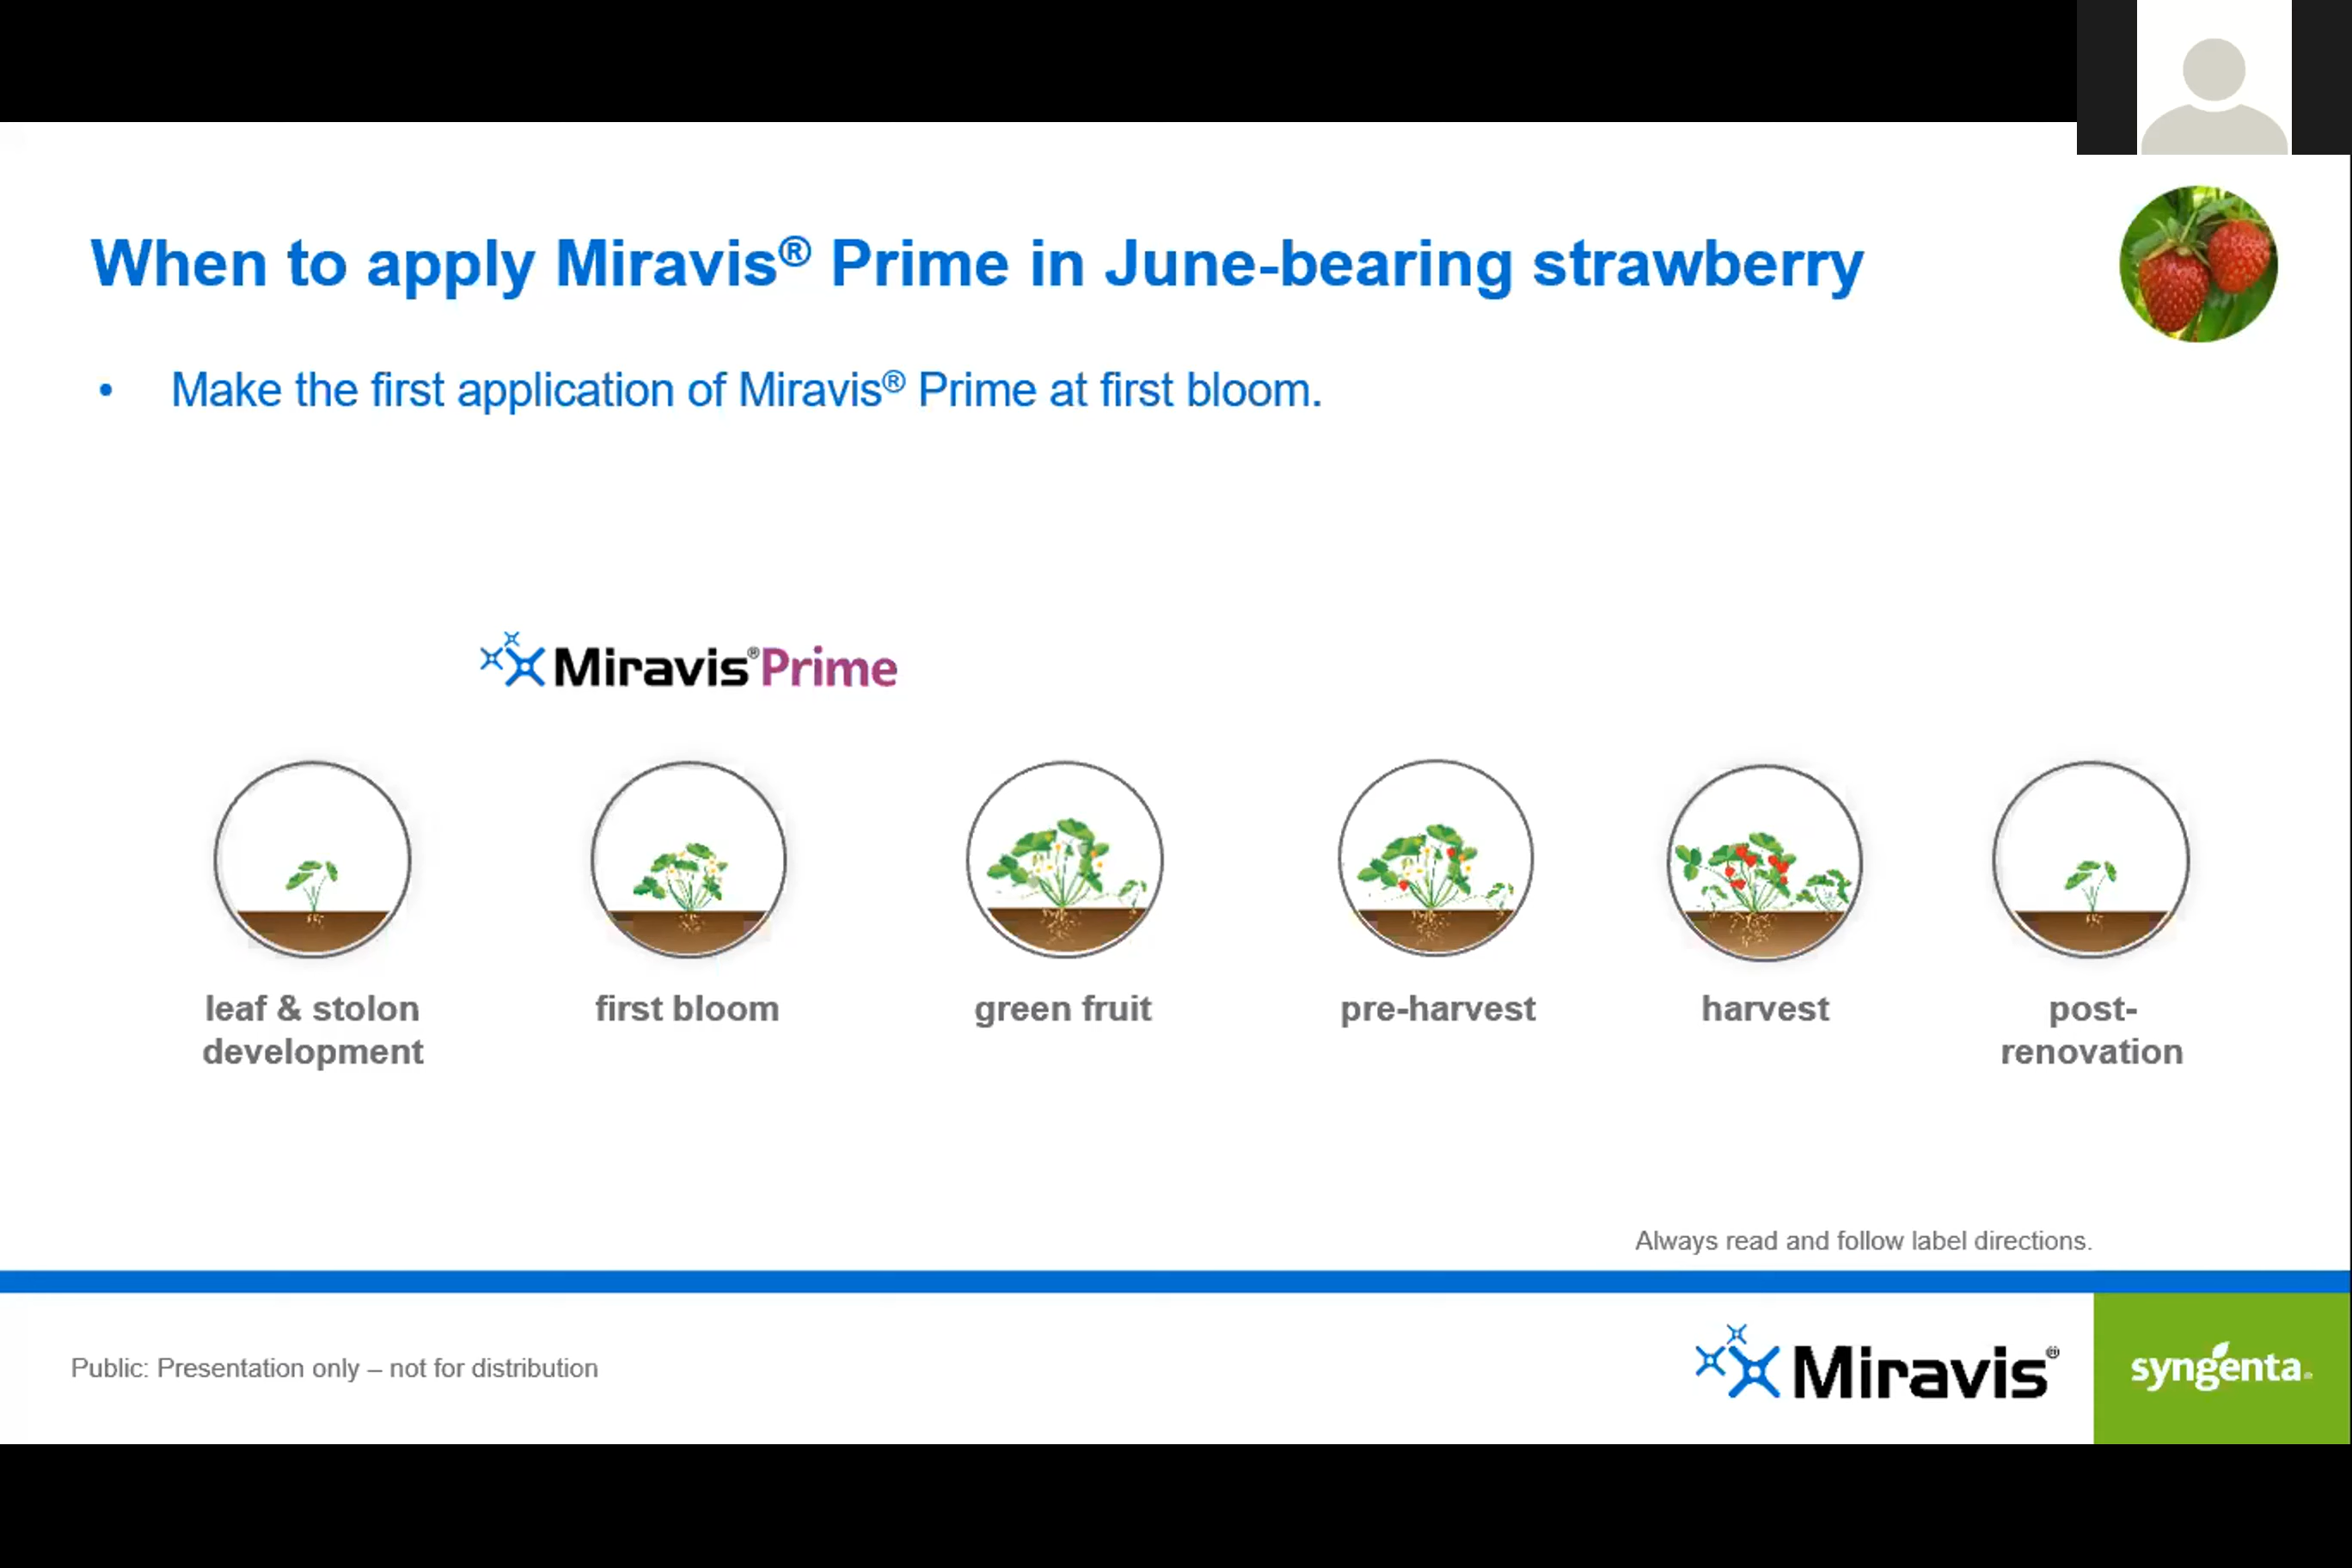 When to apply Miravis® Prime in June-bearing strawberry
• Make the first application of Miravis® Prime at first bloom.
Miravis® Prime
leaf & stolon
development
first bloom
green fruit
pre-harvest
harvest
post-
renovation
Always read and follow label directions.
Public: Presentation only – not for distribution
Miravis®
syngenta®